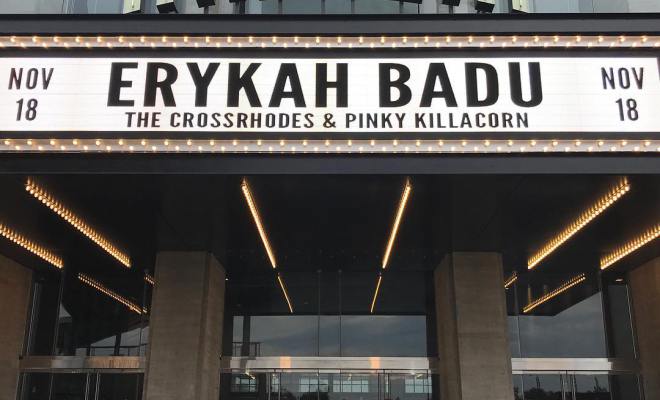 NOV 18
ERYKAH BADU
THE CROSSRHODES & PINKY KILLACORN
NOV 18